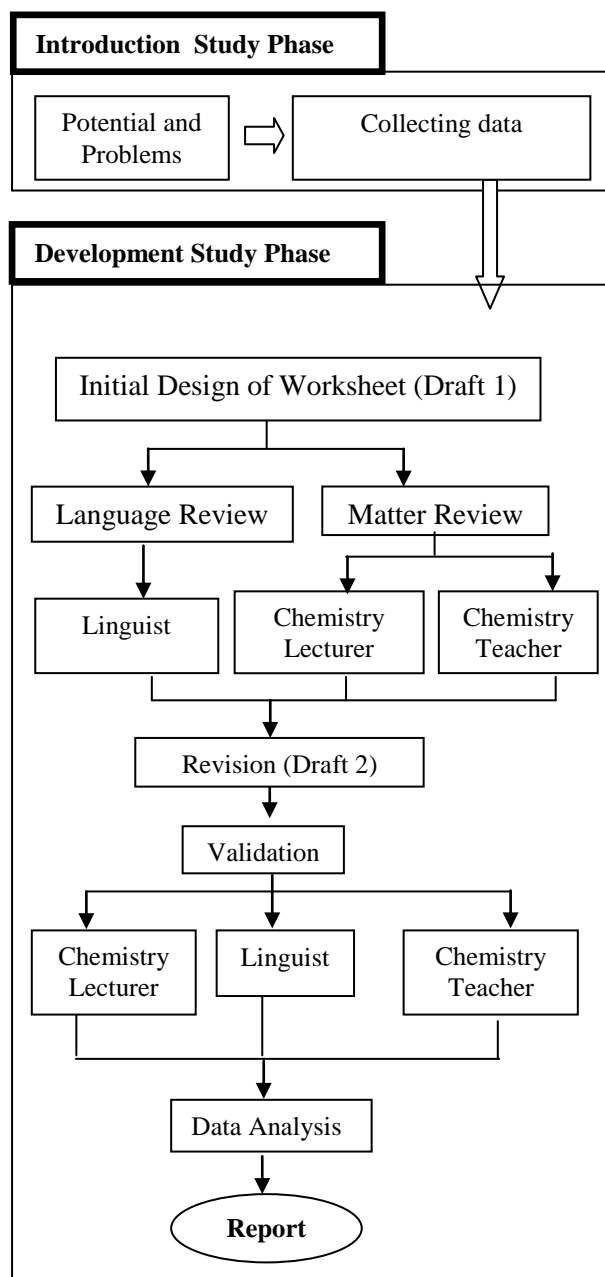 Introduction Study Phase
Potential and
Problems
Collecting data
Development Study Phase
Initial Design of Worksheet (Draft 1)
Language Review
Matter Review
Linguist
Chemistry
Lecturer
Chemistry
Teacher
Revision (Draft 2)
Validation
Chemistry
Lecturer
Linguist
Chemistry
Teacher
Data Analysis
Report